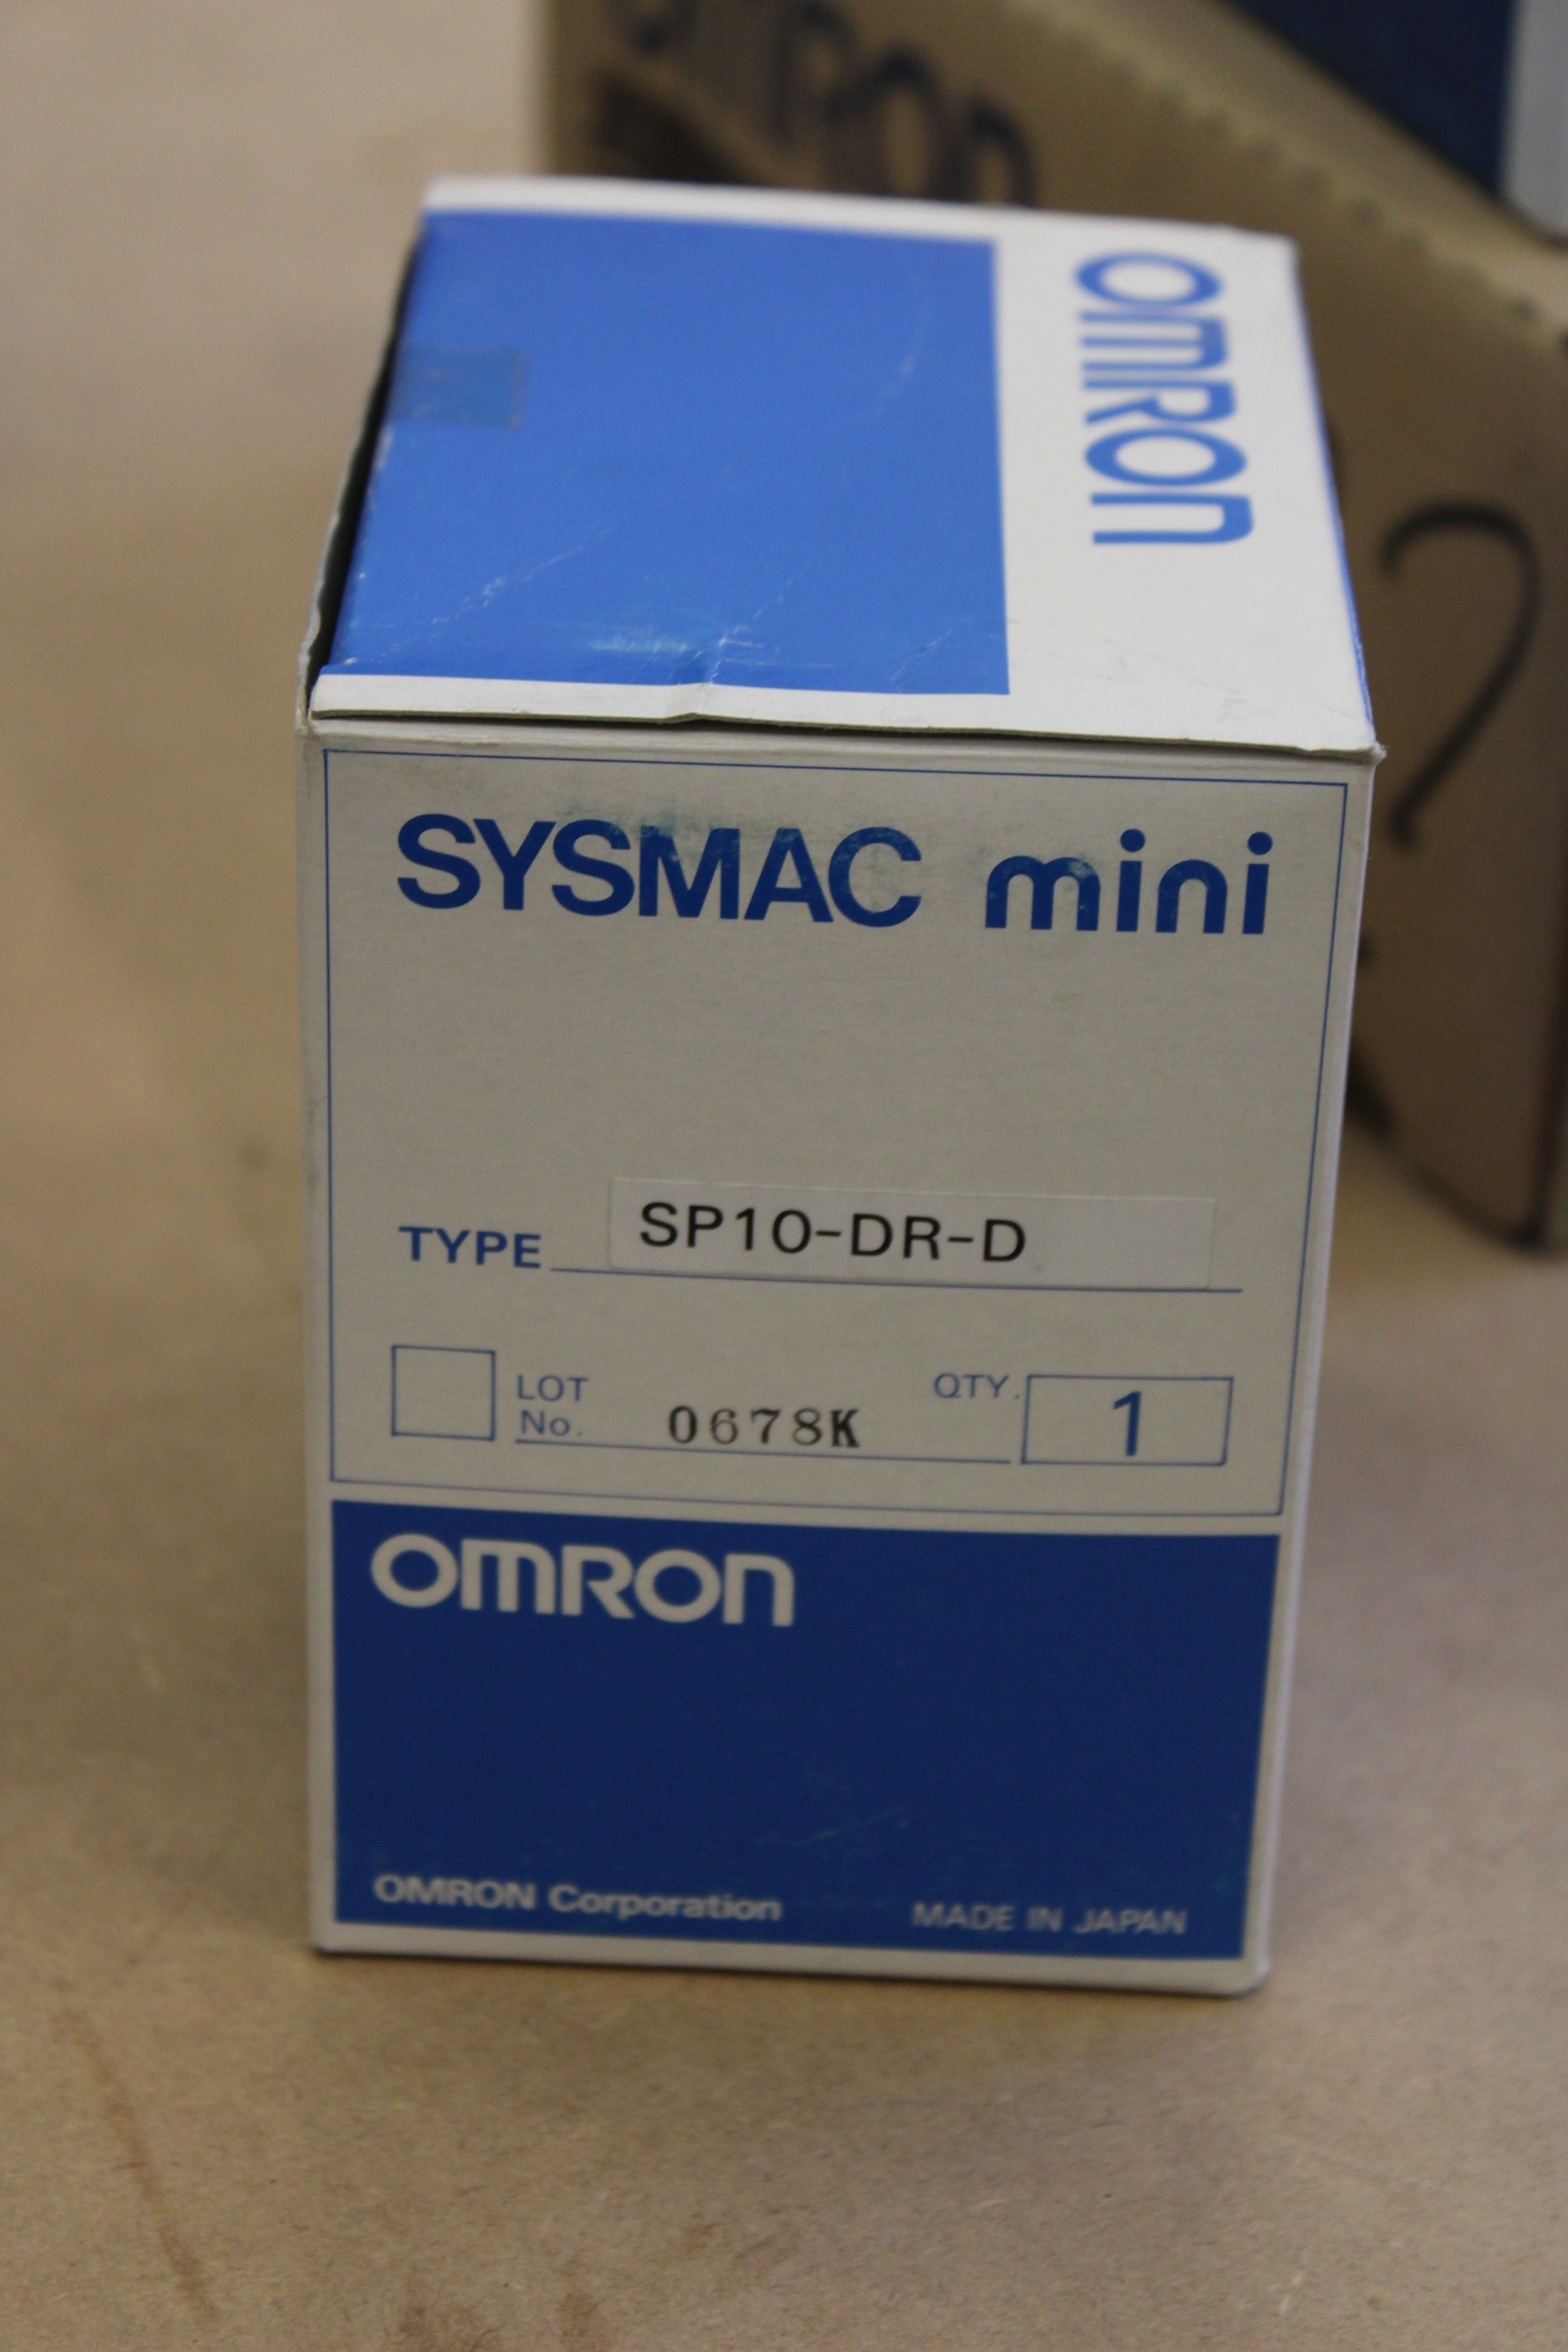 omron
SYSMAC mini
TYPE SP10-DR-D
LOT
No. 0678K
QTY. 1
omron
OMRON Corporation MADE IN JAPAN